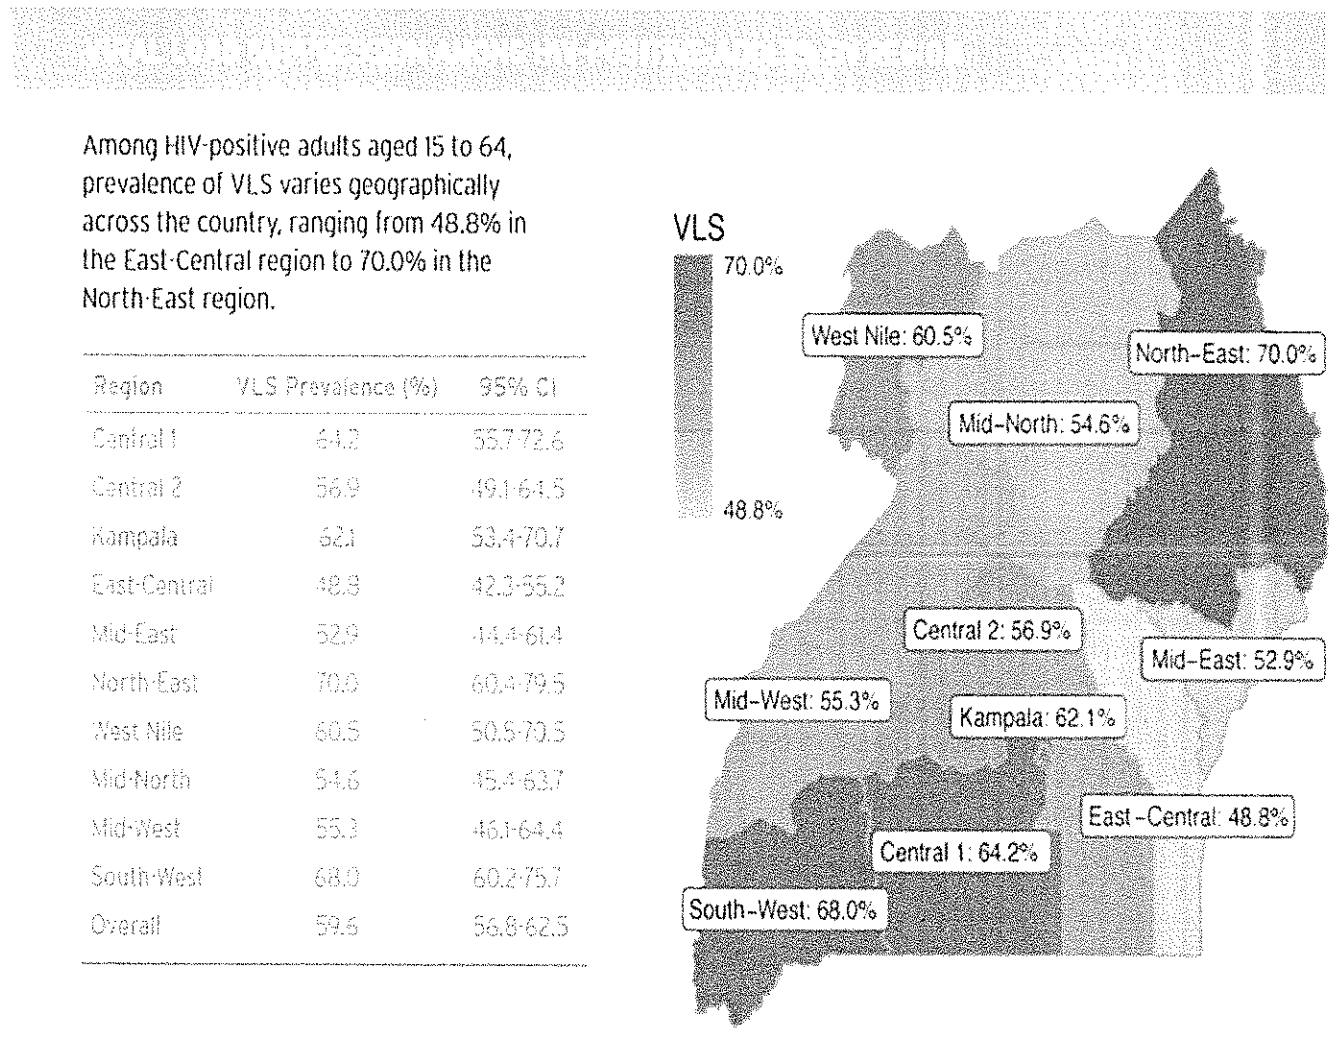 Among HIV-positive adults aged 15 to 64,
prevalence of VLS varies geographically
across the country, ranging from 48.8% in
the East-Central region to 70.0% in the
North-East region.
Region VLS Prevalence (%) 95% CI
Central 1 64.2 55.7-72.6
Central 2 56.9 49.1-64.5
Kampala 62.1 53.4-70.7
East-Central 48.8 42.3-55.2
Mid-East 52.9 44.4-61.4
North-East 70.0 60.4-79.5
West Nile 60.5 50.5-70.5
Mid-North 54.6 45.4-63.7
Mid-West 55.3 46.1-64.4
South-West 68.0 60.2-75.7
Overall 59.6 56.8-62.5
VLS
70.0%
48.8%
West Nile: 60.5%
North-East: 70.0%
Mid-North: 54.6%
Central 2: 56.9%
Mid-East: 52.9%
Mid-West: 55.3%
Kampala: 62.1%
East-Central: 48.8%
Central 1: 64.2%
South-West: 68.0%